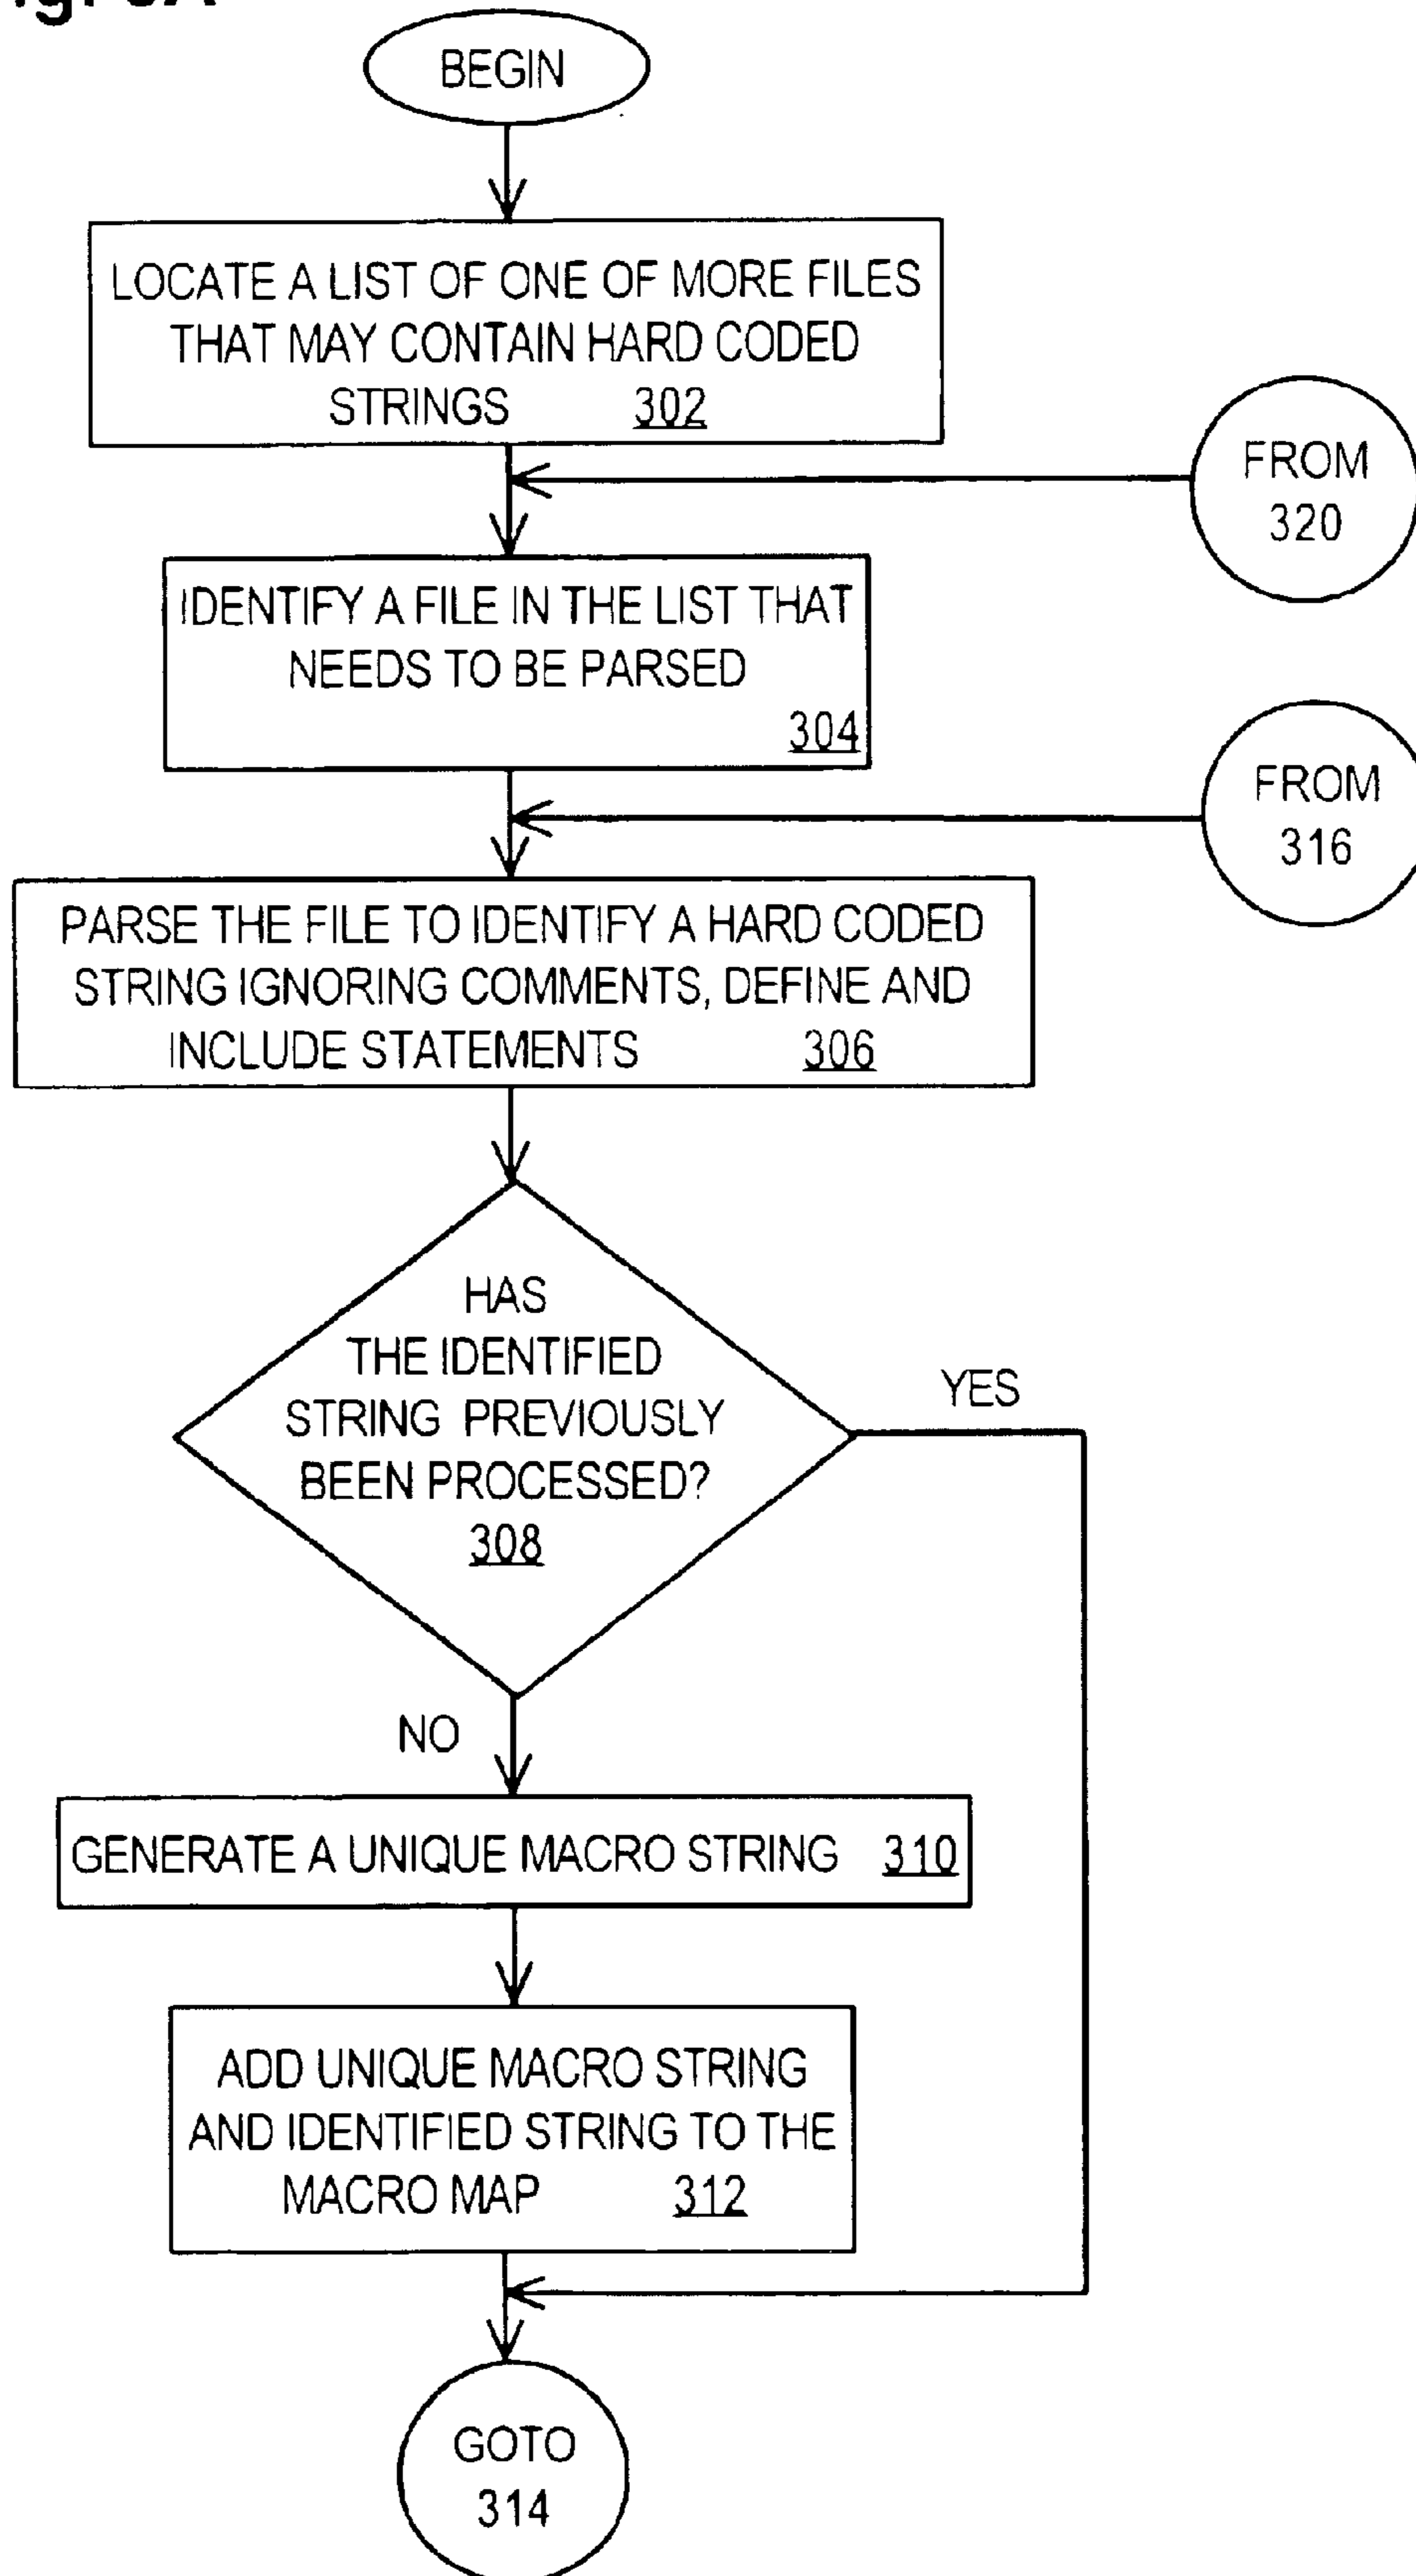 BEGIN
LOCATE A LIST OF ONE OF MORE FILES
THAT MAY CONTAIN HARD CODED
STRINGS 302
FROM
320
IDENTIFY A FILE IN THE LIST THAT
NEEDS TO BE PARSED
304
FROM
316
PARSE THE FILE TO IDENTIFY A HARD CODED
STRING IGNORING COMMENTS, DEFINE AND
INCLUDE STATEMENTS 306
HAS
THE IDENTIFIED
STRING PREVIOUSLY
BEEN PROCESSED?
308
YES
NO
GENERATE A UNIQUE MACRO STRING 310
ADD UNIQUE MACRO STRING
AND IDENTIFIED STRING TO THE
MACRO MAP 312
GOTO
314